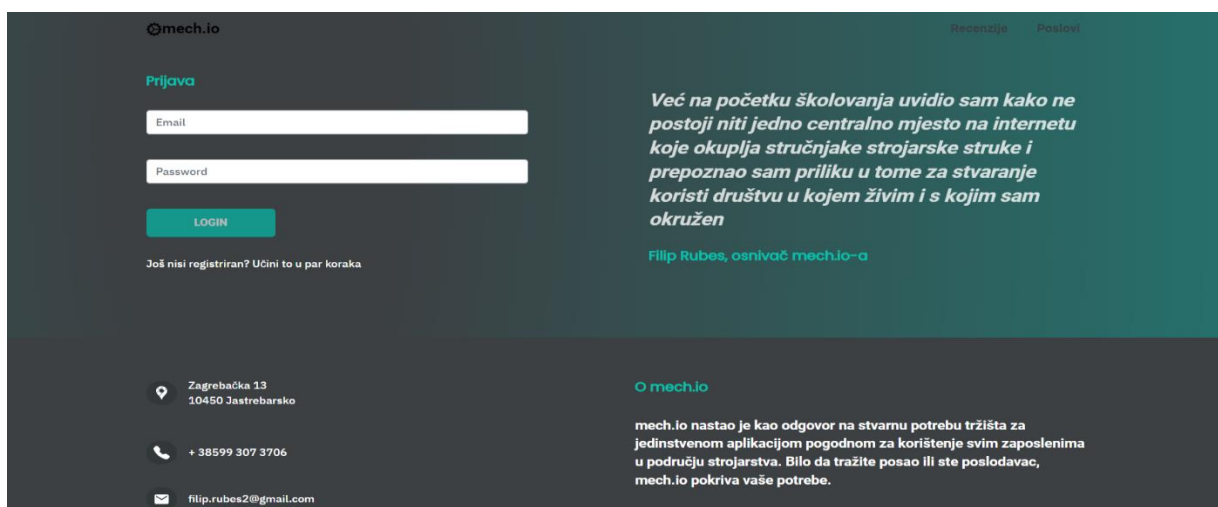 mech.io
Recenzije
Poslovi
Prijava
Email
Password
LOGIN
Još nisi registriran? Učini to u par koraka
Već na početku školovanja uvidio sam kako ne
postoji niti jedno centralno mjesto na internetu
koje okuplja stručnjake strojarske struke i
prepoznao sam priliku u tome za stvaranje
koristi društvu u kojem živim i s kojim sam
okružen
Filip Rubes, osnivač mech.io-a
Zagrebačka 13
10450 Jastrebarsko
+ 38599 307 3706
filip.rubes2@gmail.com
O mech.io
mech.io nastao je kao odgovor na stvarnu potrebu tržišta za
jedinstvenom aplikacijom pogodnom za korištenje svim zaposlenima
u području strojarstva. Bilo da tražite posao ili ste poslodavac,
mech.io pokriva vaše potrebe.